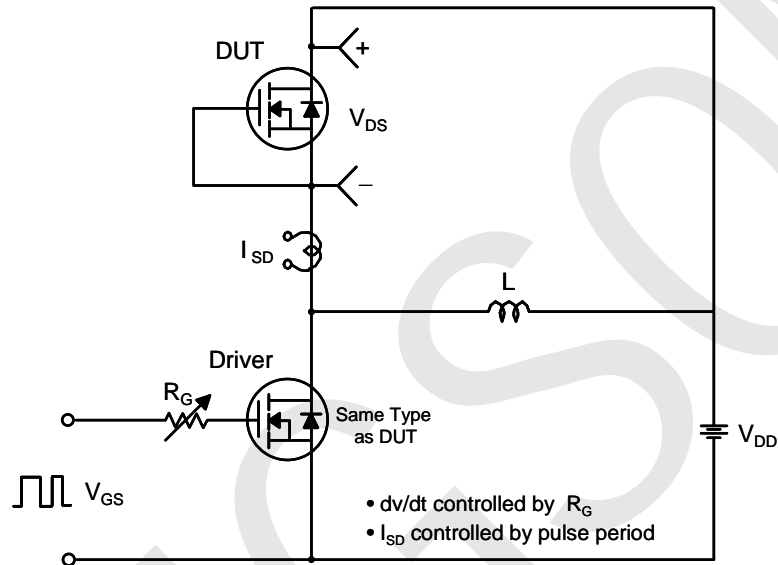 DUT
+
V_DS
−
I_SD
L
Driver
R_G
Same Type
as DUT
V_DD
V_GS
• dv/dt controlled by R_G
• I_SD controlled by pulse period